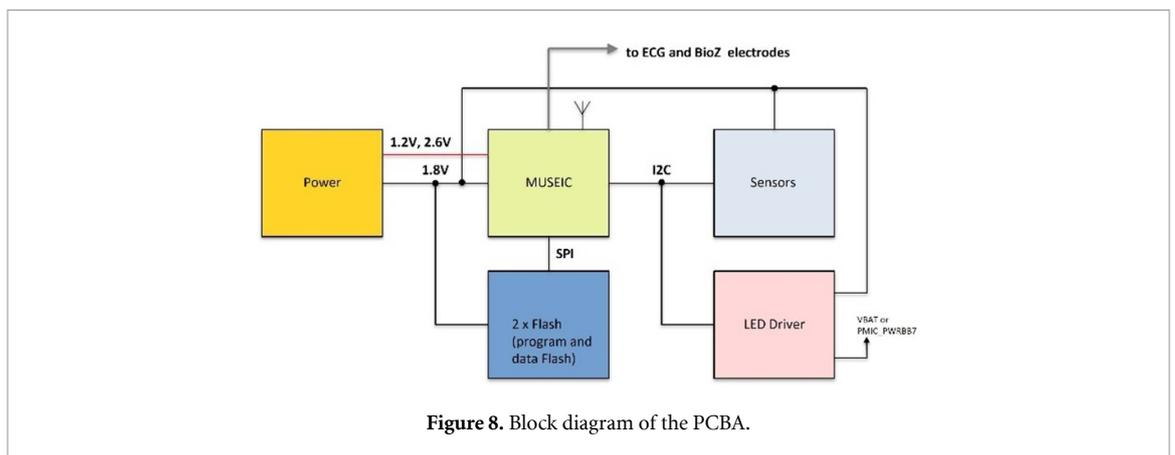 to ECG and BioZ electrodes
1.2V, 2.6V
1.8V
I2C
Power
MUSEIC
Sensors
SPI
2 x Flash
(program and
data Flash)
LED Driver
VBAT or
PMIC_PWRBB7
Figure 8. Block diagram of the PCBA.